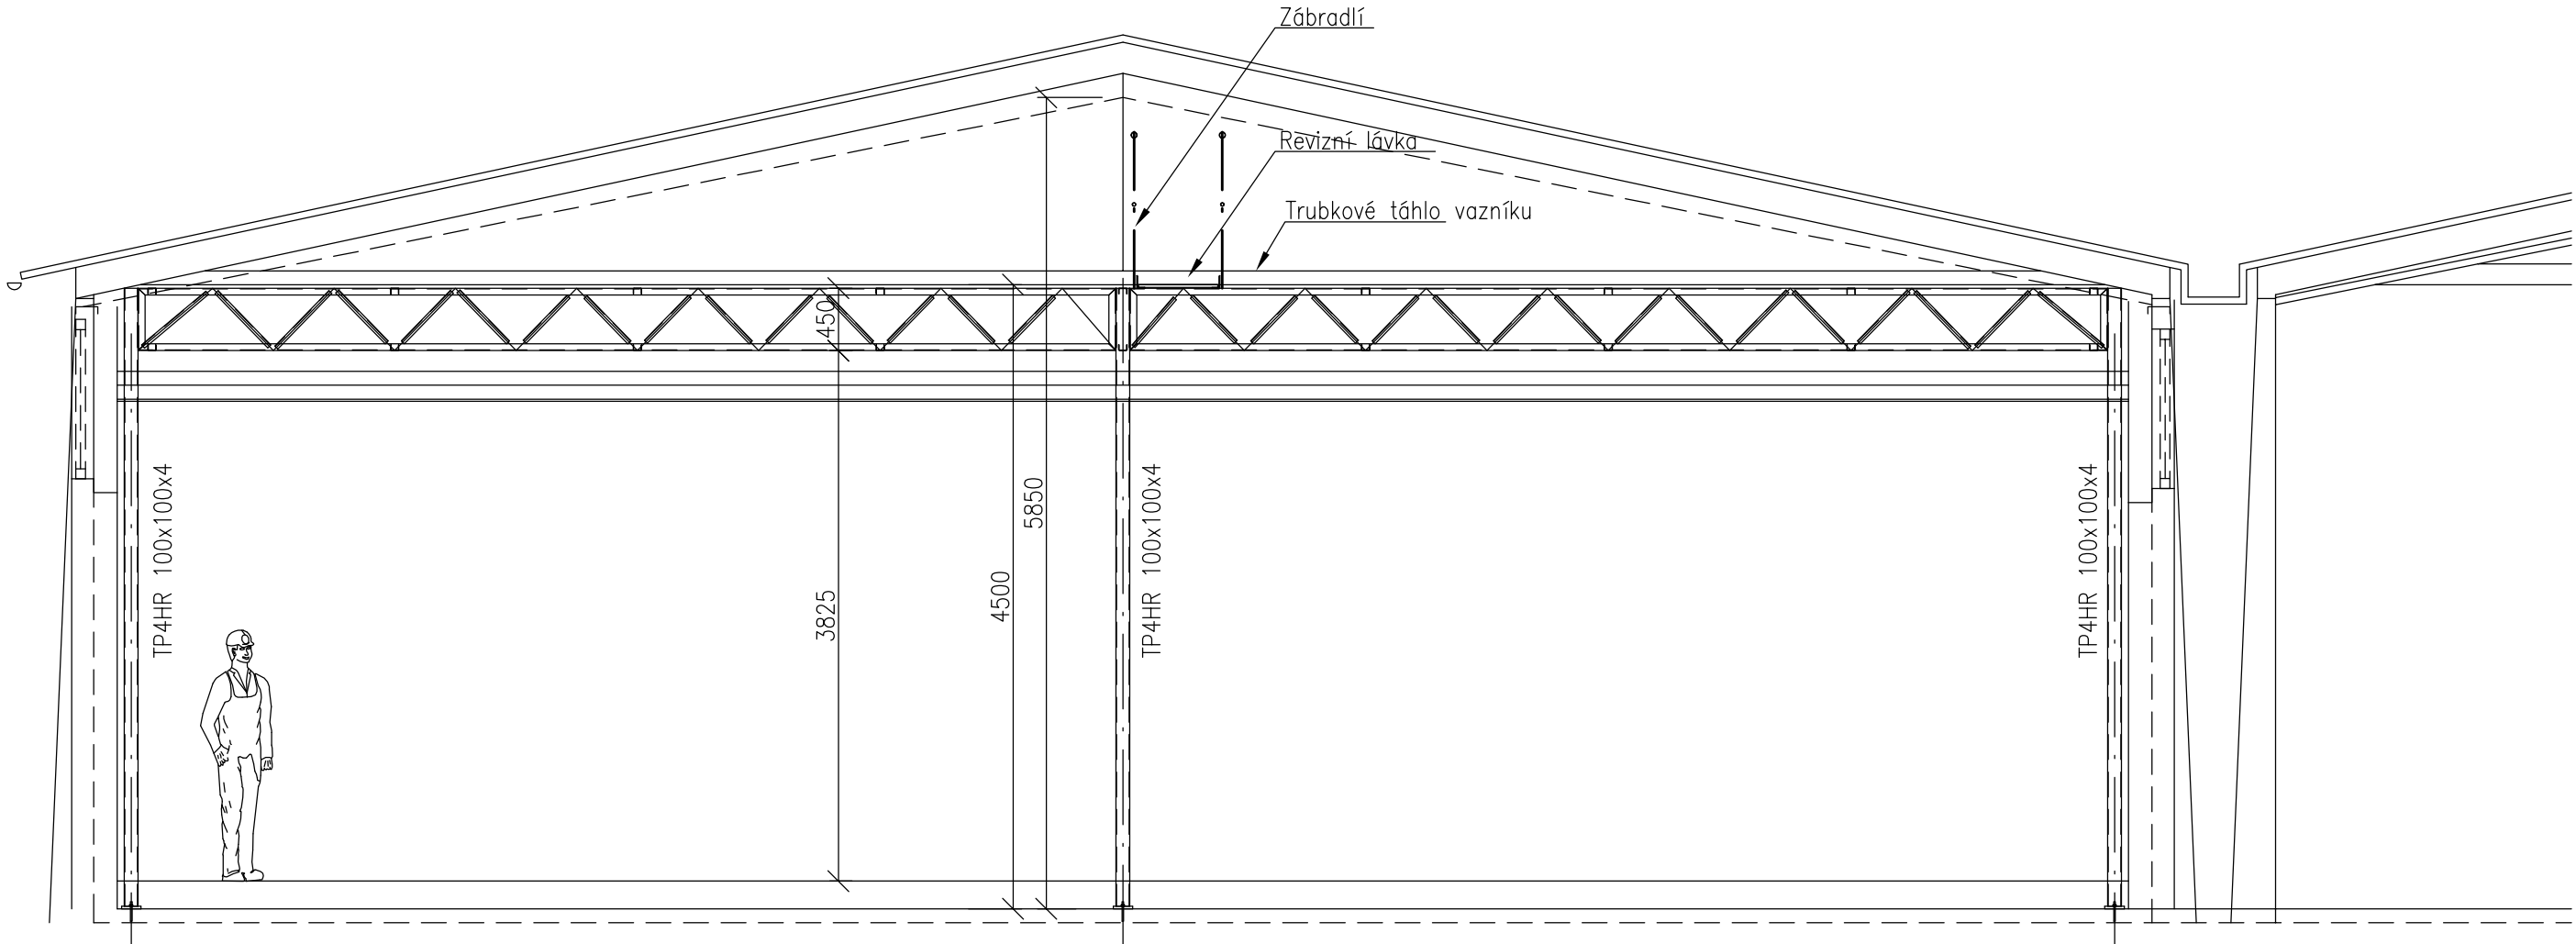 Zábradlí
Revizní lávka
Trubkové táhlo vazníku
450
5850
TP4HR 100x100x4
TP4HR 100x100x4
TP4HR 100x100x4
4500
3825